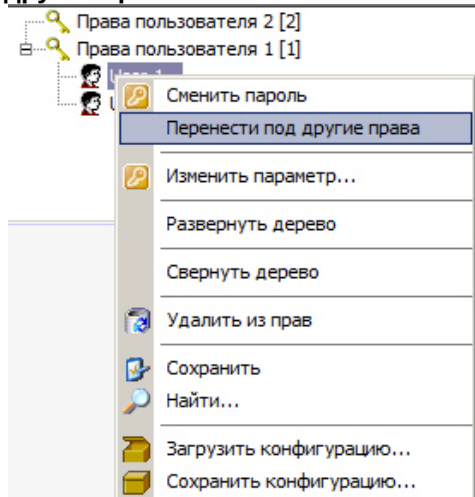 Права пользователя 2 [2]
Права пользователя 1 [1]
Сменить пароль
Перенести под другие права
Изменить параметр...
Развернуть дерево
Свернуть дерево
Удалить из прав
Сохранить
Найти...
Загрузить конфигурацию...
Сохранить конфигурацию...